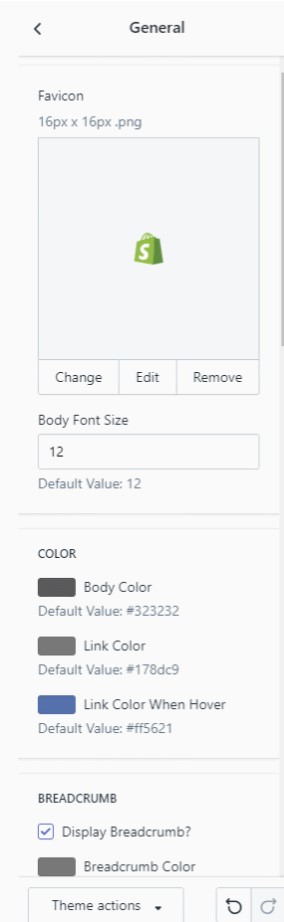 General
Favicon
16px x 16px .png
Change Edit Remove
Body Font Size
12
Default Value: 12
COLOR
Body Color
Default Value: #323232
Link Color
Default Value: #178dc9
Link Color When Hover
Default Value: #ff5621
BREADCRUMB
Display Breadcrumb?
Breadcrumb Color
Theme actions